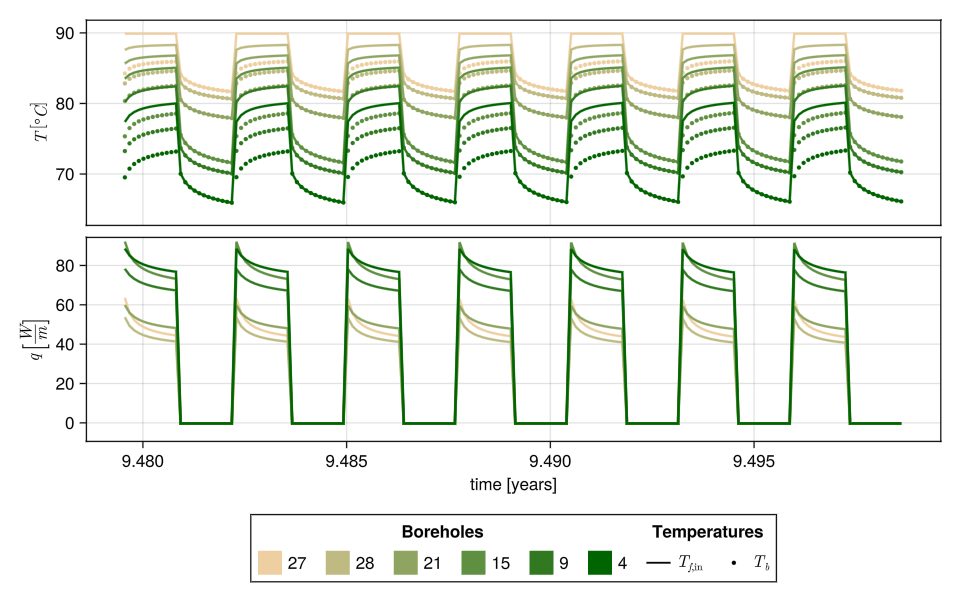 90
80
70
T [° C]
80
60
40
20
0
q [W/m]
9.480 9.485 9.490 9.495
time [years]
Boreholes Temperatures
27 28 21 15 9 4 T_{f,in} T_b